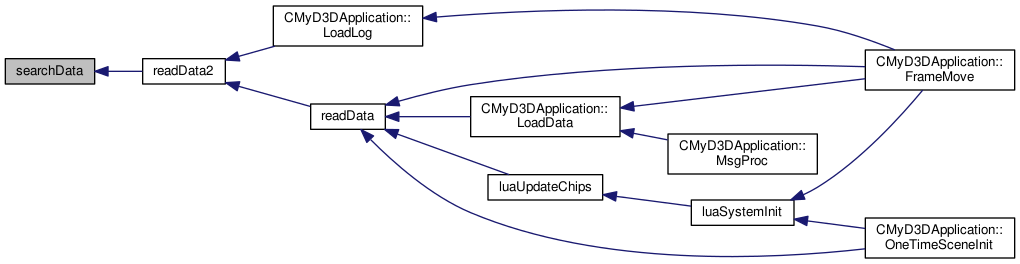 CMyD3DApplication::
LoadLog
searchData
readData2
CMyD3DApplication::
FrameMove
readData
CMyD3DApplication::
LoadData
CMyD3DApplication::
MsgProc
luaUpdateChips
luaSystemInit
CMyD3DApplication::
OneTimeSceneInit